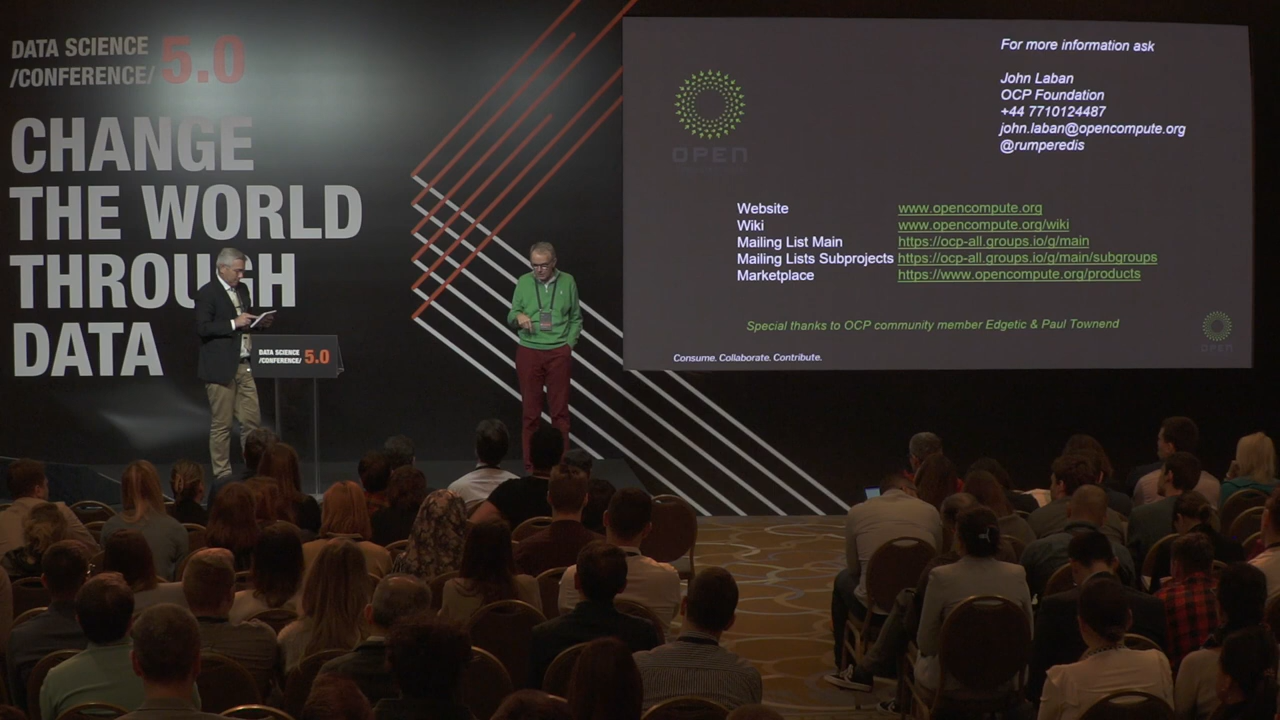 DATA SCIENCE
/CONFERENCE/ 5.0
CHANGE
THE WORLD
THROUGH
DATA
DATA SCIENCE
/CONFERENCE/ 5.0
OPEN
For more information ask
John Laban
OCP Foundation
+44 7710124487
john.laban@opencompute.org
@rumperedis
Website www.opencompute.org
Wiki www.opencompute.org/wiki
Mailing List Main https://ocp-all.groups.io/g/main
Mailing Lists Subprojects https://ocp-all.groups.io/g/main/subgroups
Marketplace https://www.opencompute.org/products
Special thanks to OCP community member Edgetic & Paul Townend
Consume. Collaborate. Contribute.